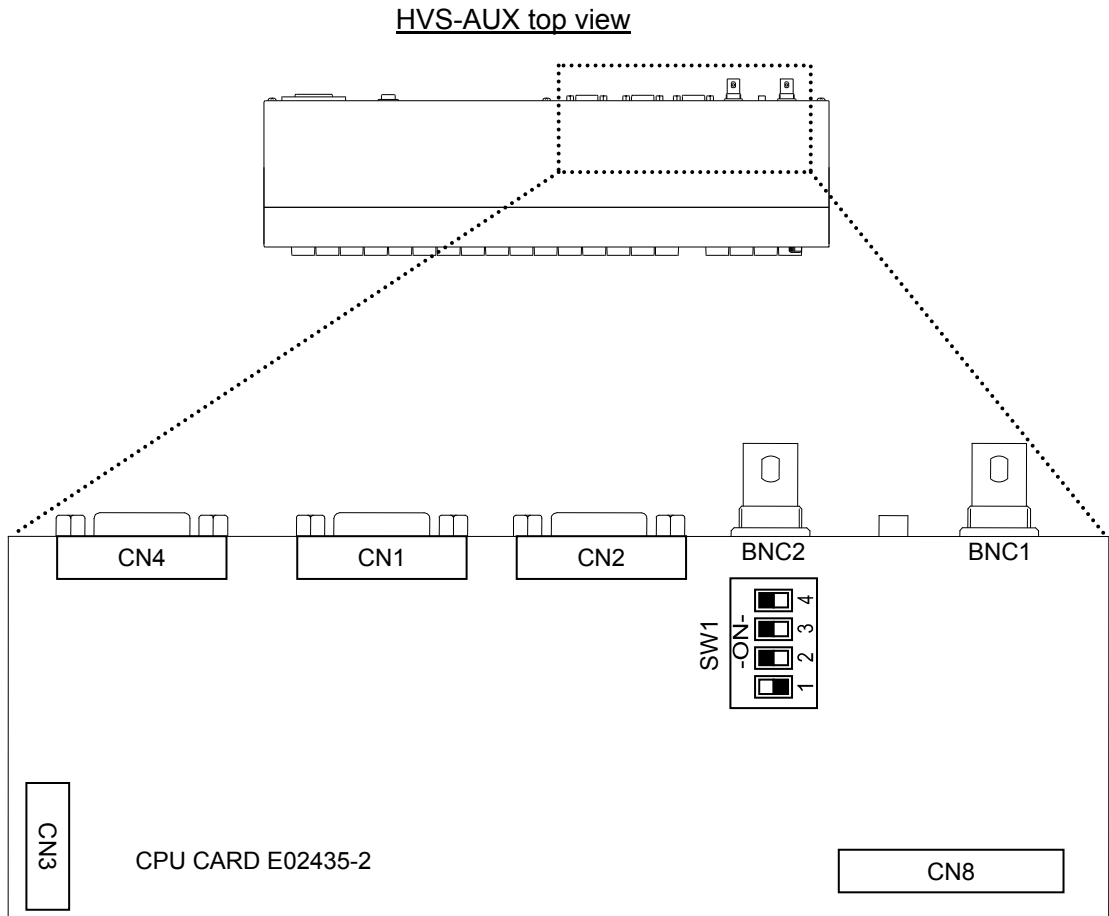 HVS-AUX top view
CN4
CN1
CN2
BNC2
BNC1
SW1
-ON-
4
3
2
1
CN3
CPU CARD E02435-2
CN8